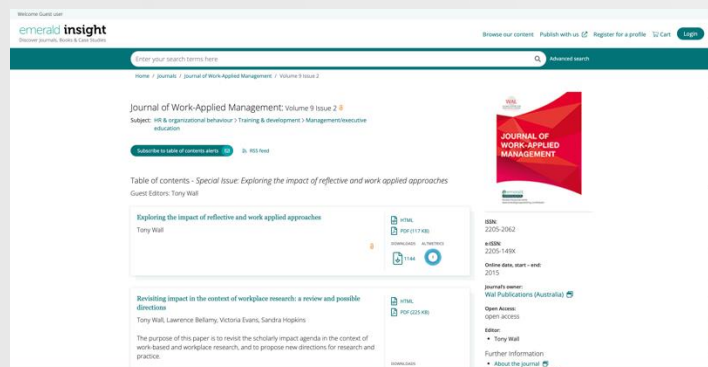 Welcome Guest user
emerald insight
Discover Journals, Books & Case Studies
Browse our content Publish with us Register for a profile Cart Login
Enter your search terms here
Advanced search
Home / Journals / Journal of Work-Applied Management / Volume 9 Issue 2
Journal of Work-Applied Management: Volume 9 Issue 2
Subject: HR & organizational behaviour > Training & development > Management/executive
education
Subscribe to table of contents alerts
RSS feed
Table of contents - Special Issue: Exploring the impact of reflective and work applied approaches
Guest Editors: Tony Wall
Exploring the impact of reflective and work applied approaches
Tony Wall
HTML
PDF (117 KB)
DOWNLOADS ALTMETRICS
1144
Revisiting impact in the context of workplace research: a review and possible
directions
Tony Wall, Lawrence Bellamy, Victoria Evans, Sandra Hopkins
The purpose of this paper is to revisit the scholarly impact agenda in the context of
work-based and workplace research, and to propose new directions for research and
practice.
HTML
PDF (225 KB)
DOWNLOADS
WAL
JOURNAL OF
WORK-APPLIED
MANAGEMENT
emerald
ISSN:
2205-2062
e-ISSN:
2205-149X
Online date, start – end:
2015
Journal's owner:
Wal Publications (Australia)
Open Access:
open access
Editor:
Tony Wall
Further Information
About the Journal